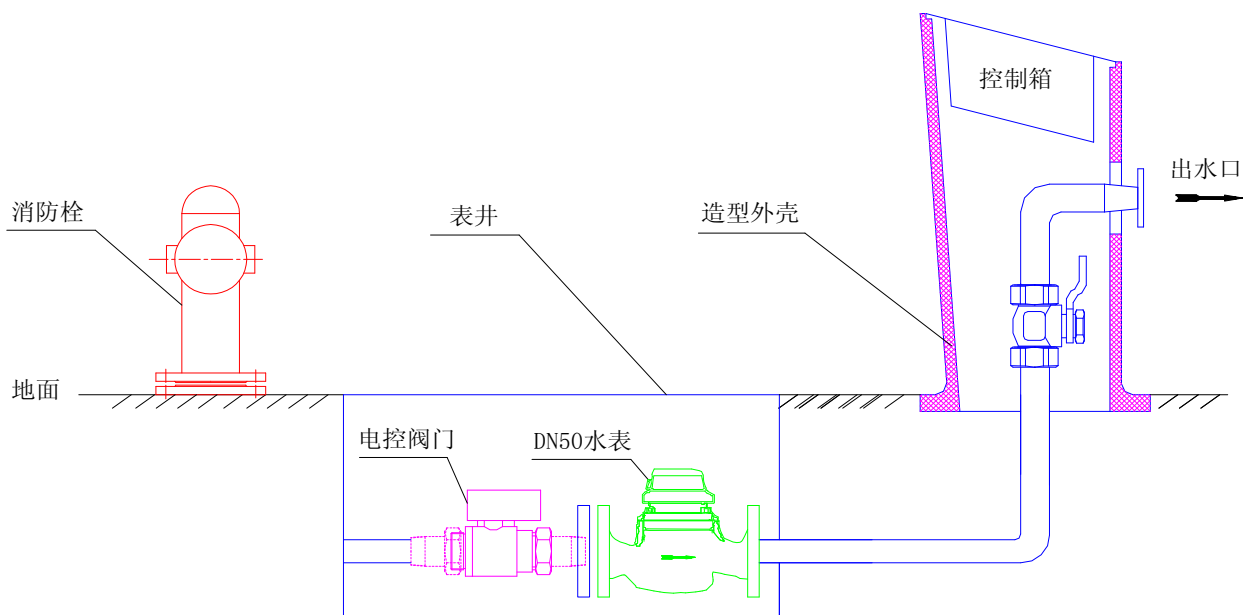 控制箱
出水口
消防栓
表井
造型外壳
地面
电控阀门
DN50水表